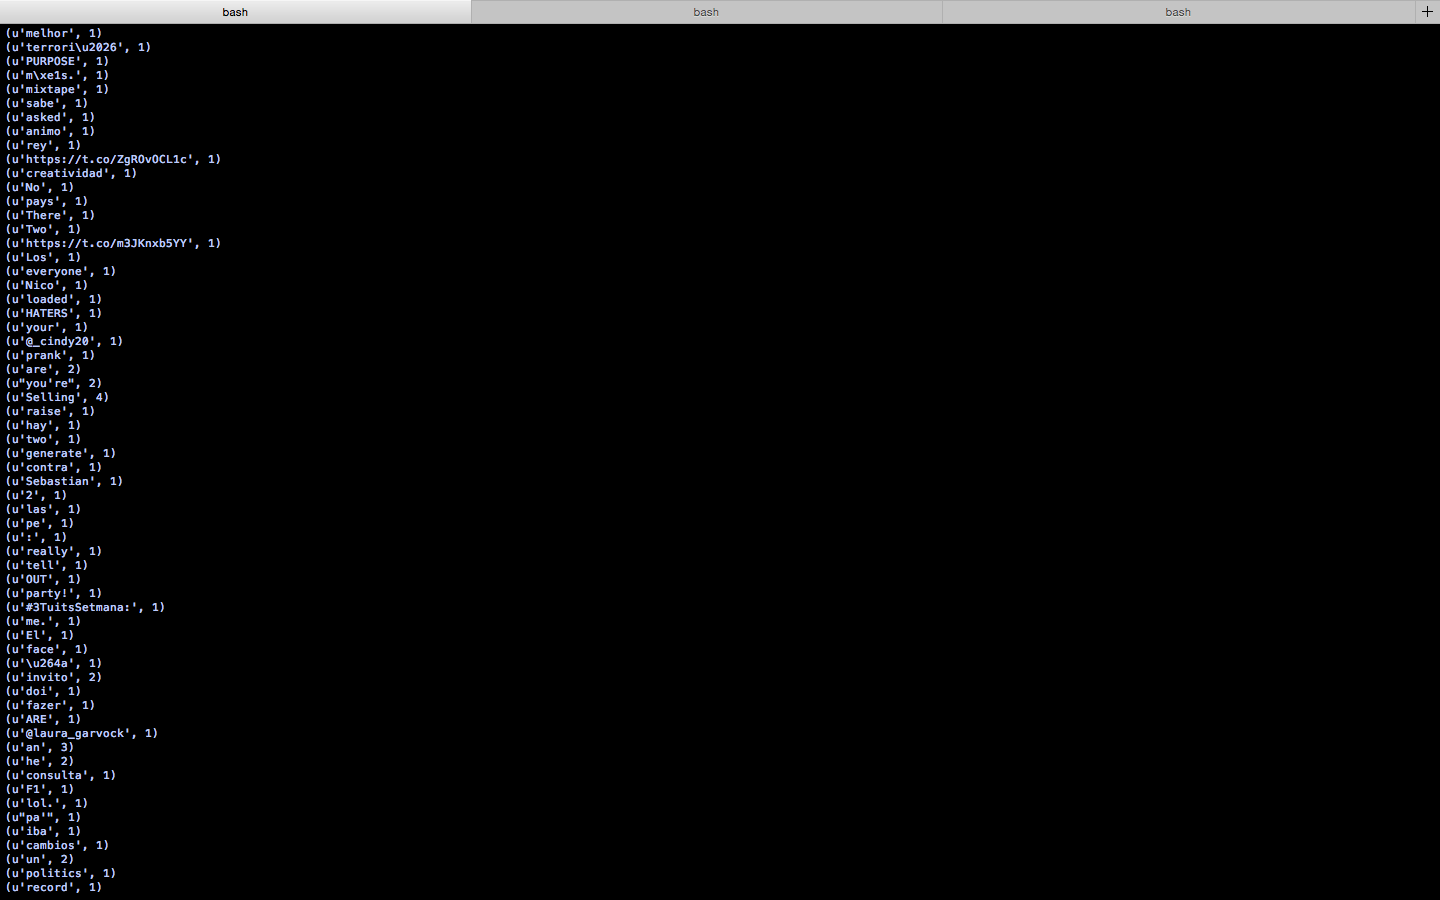 bash bash bash +
(u'melhor', 1)
(u'terrori\u2026', 1)
(u'PURPOSE', 1)
(u'm\xe1s.', 1)
(u'mixtape', 1)
(u'sabe', 1)
(u'asked', 1)
(u'animo', 1)
(u'rey', 1)
(u'https://t.co/ZgROvOCL1c', 1)
(u'creatividad', 1)
(u'No', 1)
(u'pays', 1)
(u'There', 1)
(u'Two', 1)
(u'https://t.co/m3JKnxb5YY', 1)
(u'Los', 1)
(u'everyone', 1)
(u'Nico', 1)
(u'loaded', 1)
(u'HATERS', 1)
(u'your', 1)
(u'@_cindy20', 1)
(u'prank', 1)
(u'are', 2)
(u"you're", 2)
(u'Selling', 4)
(u'raise', 1)
(u'hay', 1)
(u'two', 1)
(u'generate', 1)
(u'contra', 1)
(u'Sebastian', 1)
(u'2', 1)
(u'las', 1)
(u'pe', 1)
(u':', 1)
(u'really', 1)
(u'tell', 1)
(u'OUT', 1)
(u'party!', 1)
(u'#3TuitsSetmana:', 1)
(u'me.', 1)
(u'El', 1)
(u'face', 1)
(u'\u264a', 1)
(u'invito', 2)
(u'doi', 1)
(u'fazer', 1)
(u'ARE', 1)
(u'@laura_garvock', 1)
(u'an', 3)
(u'he', 2)
(u'consulta', 1)
(u'F1', 1)
(u'lol.', 1)
(u"pa'", 1)
(u'iba', 1)
(u'cambios', 1)
(u'un', 2)
(u'politics', 1)
(u'record', 1)